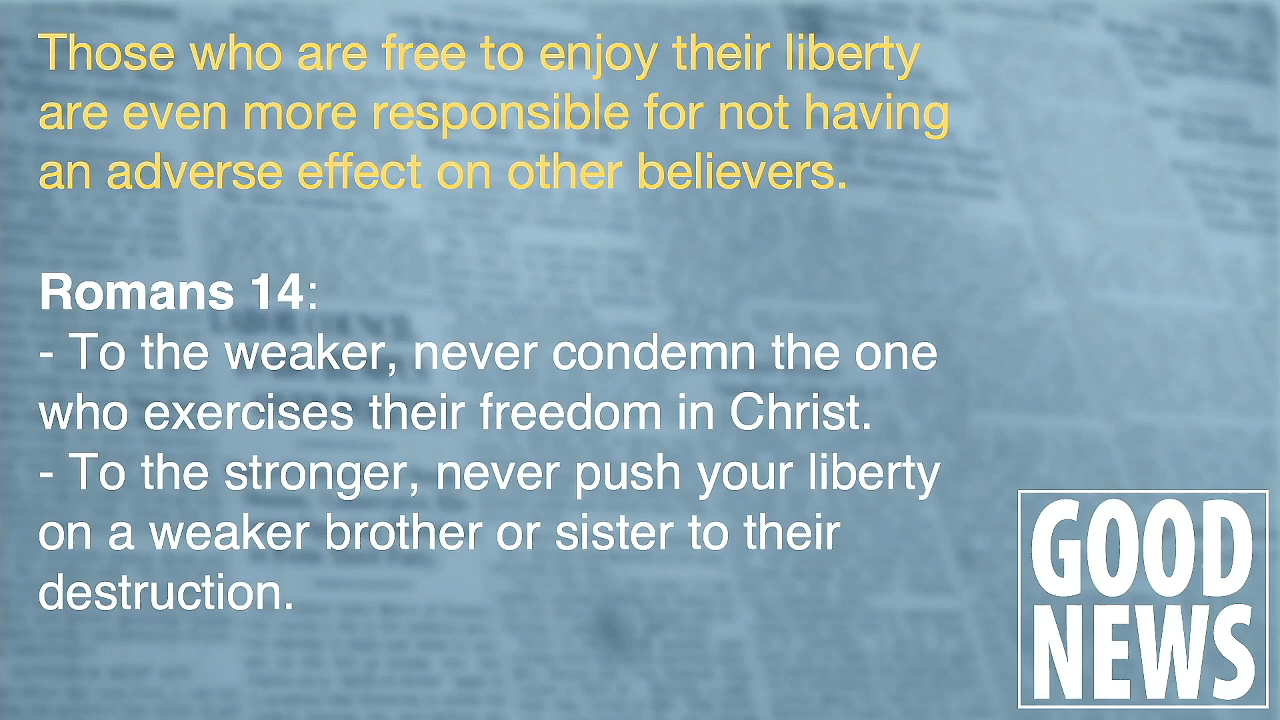 Those who are free to enjoy their liberty
are even more responsible for not having
an adverse effect on other believers.
Romans 14:
- To the weaker, never condemn the one
who exercises their freedom in Christ.
- To the stronger, never push your liberty
on a weaker brother or sister to their
destruction.
GOOD
NEWS